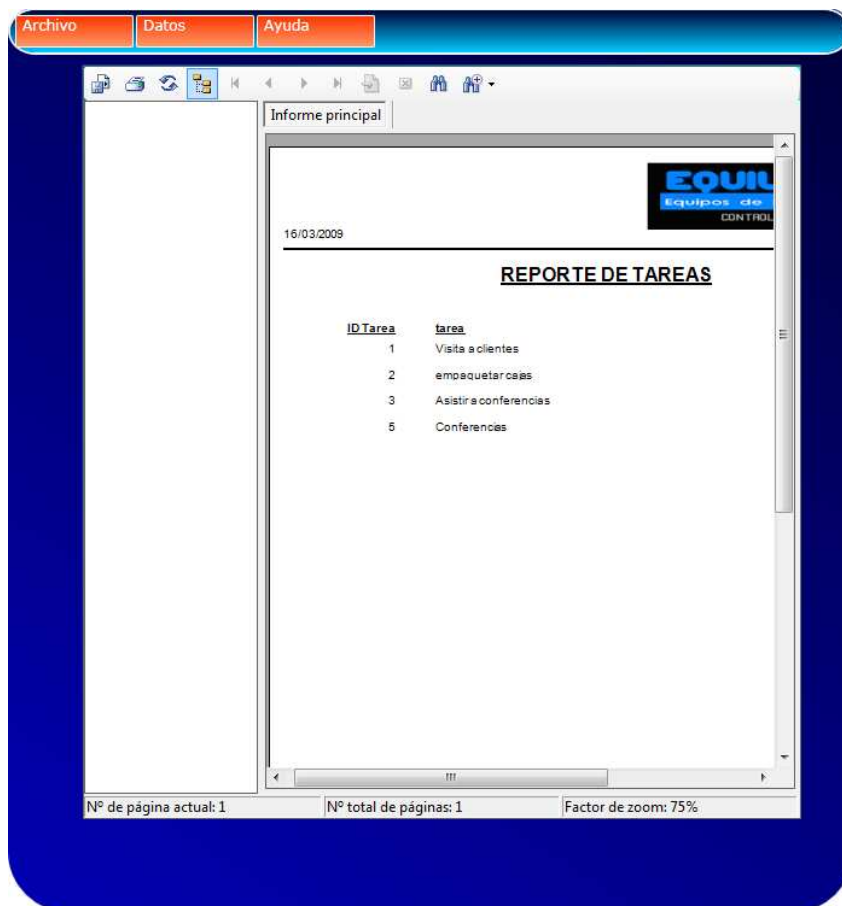 Archivo Datos Ayuda
Informe principal
EQUIL
Equipos de
CONTROL
16/03/2009
REPORTE DE TAREAS
ID Tarea tarea
1 Visita a clientes
2 empaquetar cajas
3 Asistir a conferencias
5 Conferencias
Nº de página actual: 1 Nº total de páginas: 1 Factor de zoom: 75%